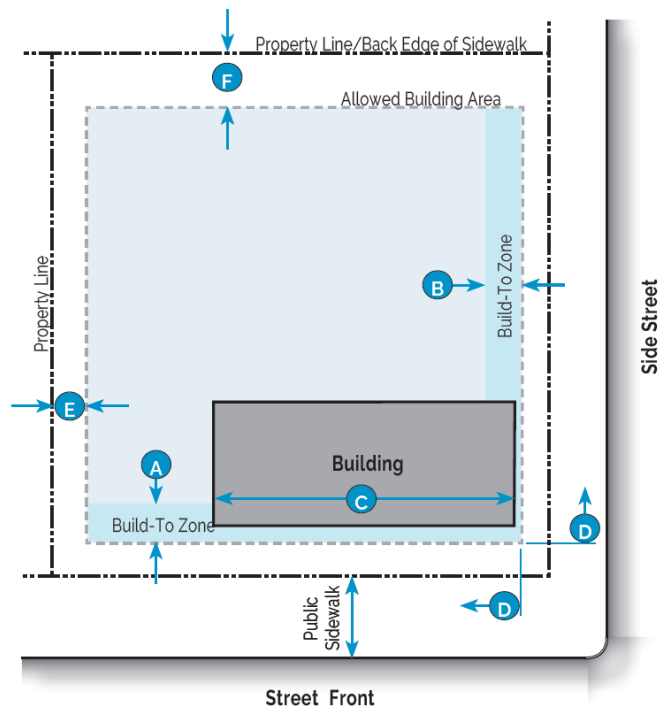 Property Line/Back Edge of Sidewalk
F
Allowed Building Area
Property Line
B
Build-To Zone
Side Street
E
A
Building
C
Build-To Zone
D
D
Public
Sidewalk
Street Front